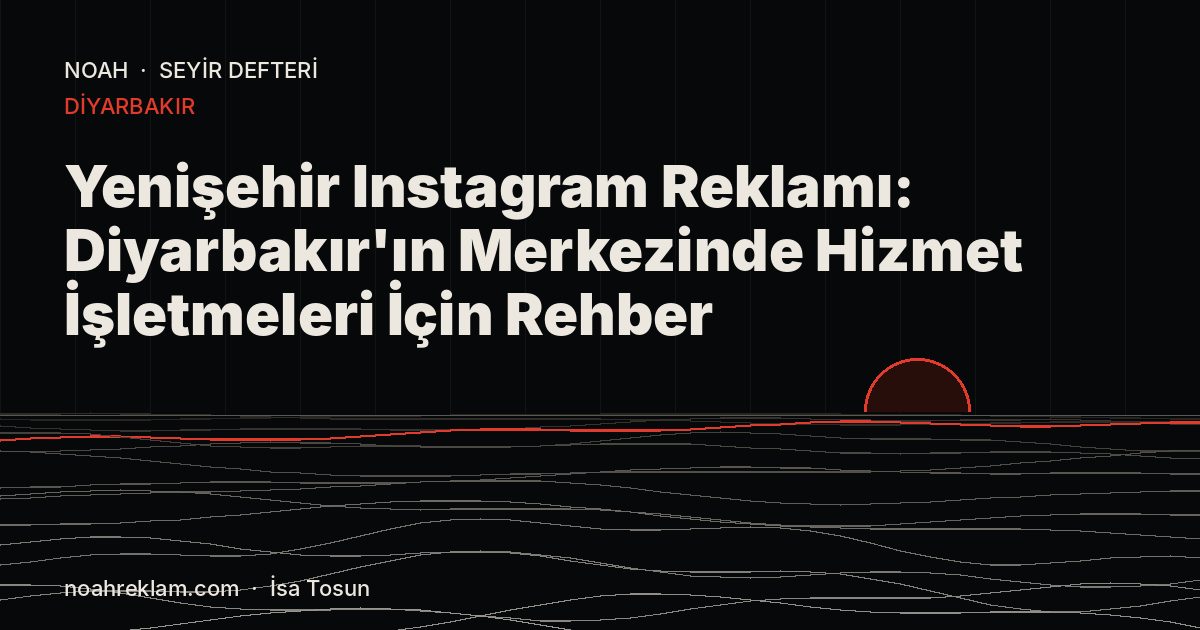 NOAH · SEYİR DEFTERİ
DİYARBAKIR
Yenişehir Instagram Reklamı:
Diyarbakır'ın Merkezinde Hizmet
İşletmeleri İçin Rehber
noahreklam.com · İsa Tosun